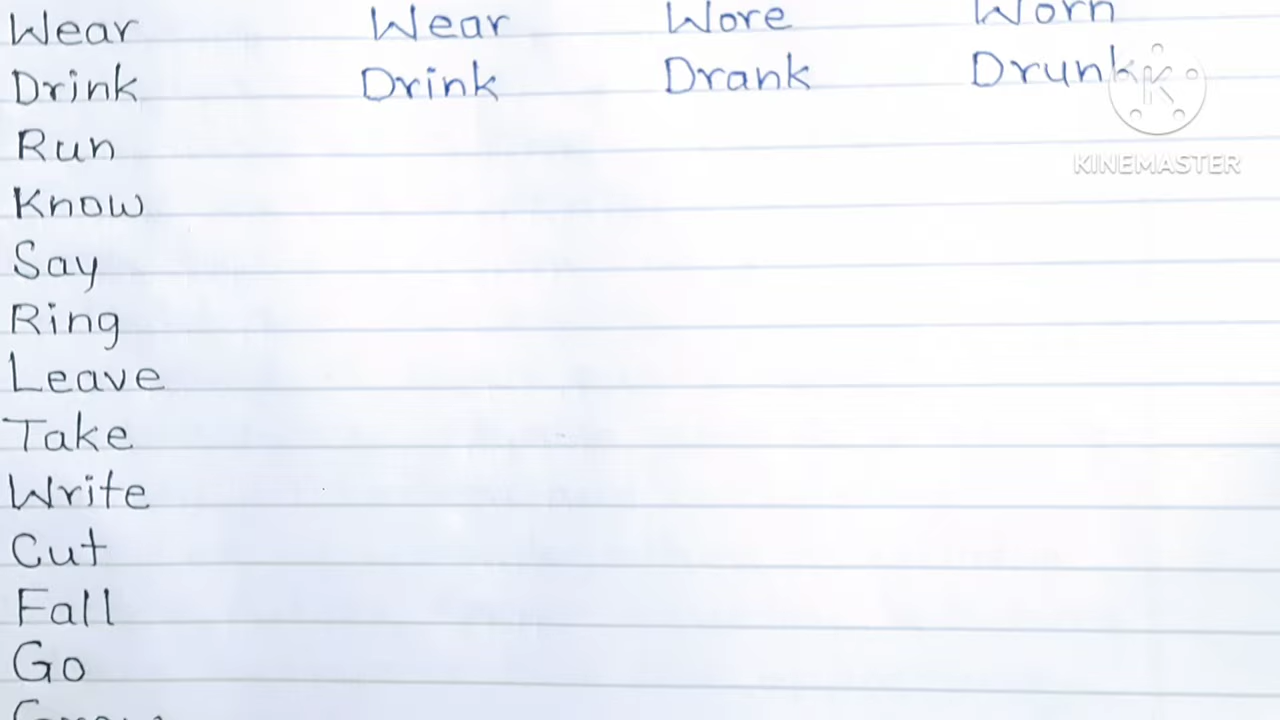 Wear Wear Wore Worn
Drink Drink Drank Drunk
Run
KINEMASTER
Know
Say
Ring
Leave
Take
Write
Cut
Fall
Go